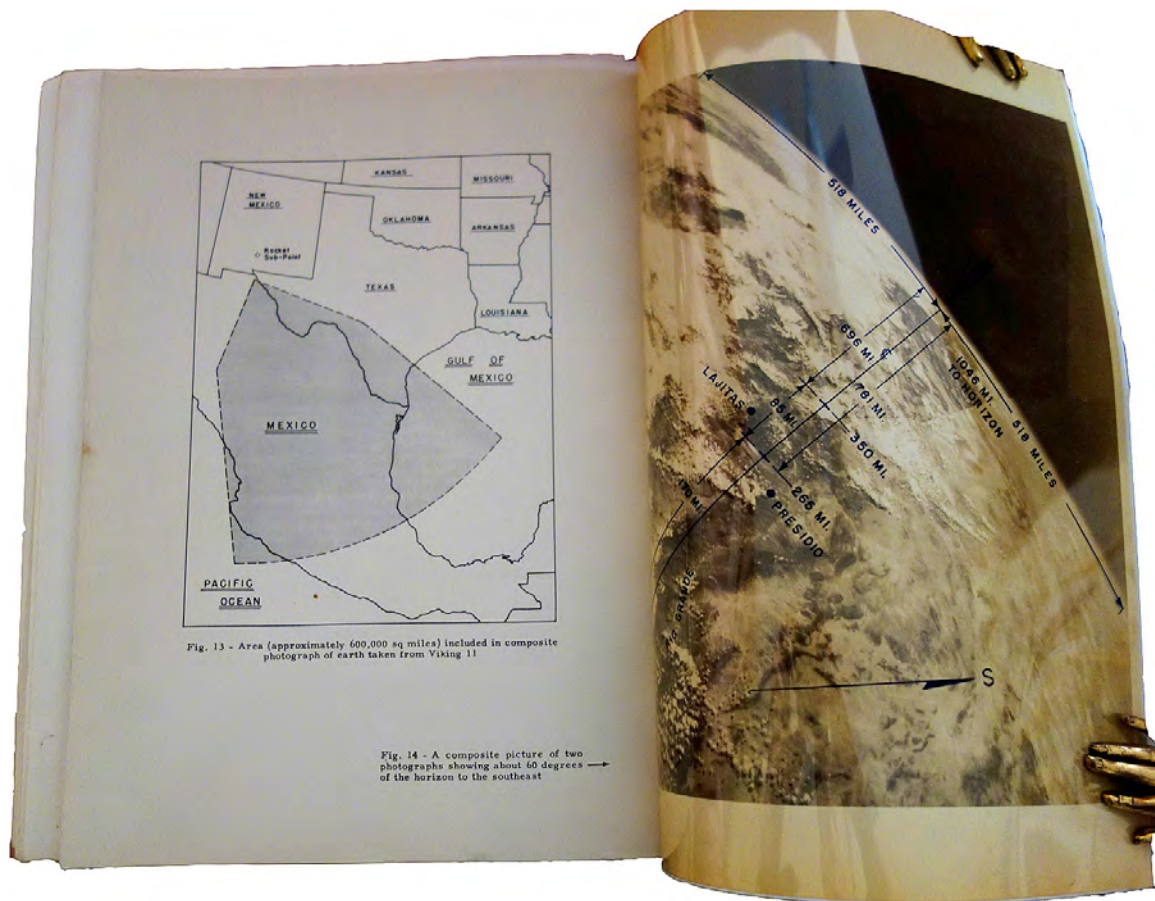 KANSAS
MISSOURI
NEW
MEXICO
OKLAHOMA
ARKANSAS
Rocket
Sub-Point
TEXAS
LOUISIANA
GULF OF
MEXICO
MEXICO
PACIFIC
OCEAN
Fig. 13 - Area (approximately 600,000 sq miles) included in composite
photograph of earth taken from Viking 11
Fig. 14 - A composite picture of two
photographs showing about 60 degrees
of the horizon to the southeast
518 MILES
696 MI.
1046 MI.
TO HORIZON
LAJITAS
85 MI.
781 MI.
518 MILES
350 MI.
170 MI.
265 MI.
PRESIDIO
GRANDE
S